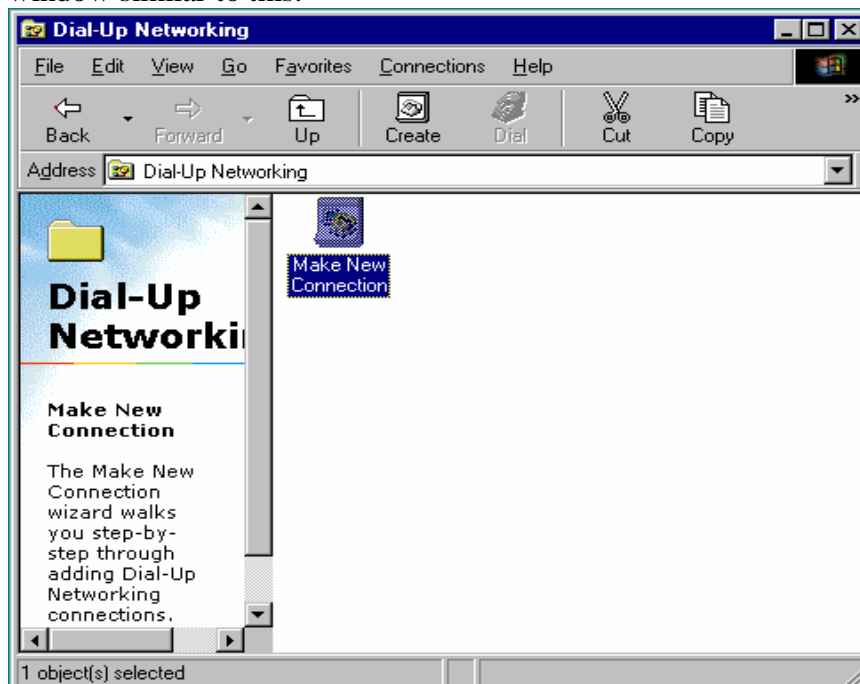 window similar to this:
Dial-Up Networking
File Edit View Go Favorites Connections Help
Back Forward Up Create Dial Cut Copy »
Address Dial-Up Networking
Dial-Up
Networki
Make New
Connection
The Make New
Connection
wizard walks
you step-by-
step through
adding Dial-Up
Networking
connections.
Make New
Connection
1 object(s) selected